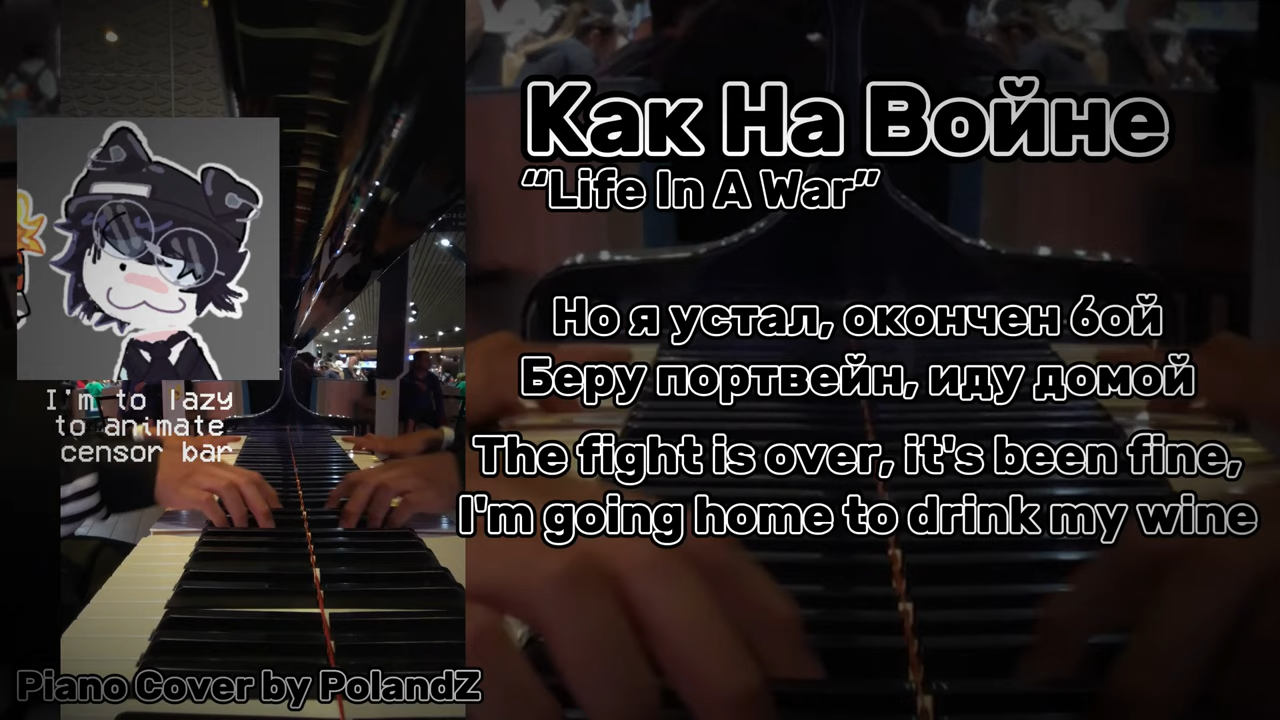 Как На Войне
“Life In A War”
Но я устал, окончен бой
Беру портвейн, иду домой
The fight is over, it's been fine,
I'm going home to drink my wine
I'm to lazy
to animate
censor bar
Piano Cover by PolandZ